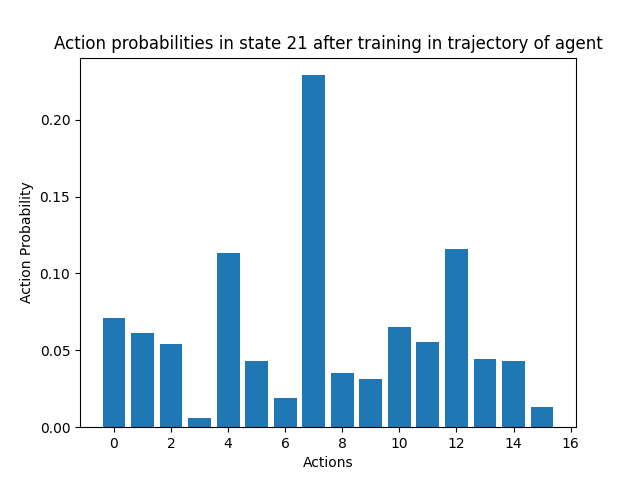 Action probabilities in state 21 after training in trajectory of agent
0.20
0.15
0.10
0.05
0.00
Action Probability
0 2 4 6 8 10 12 14 16
Actions